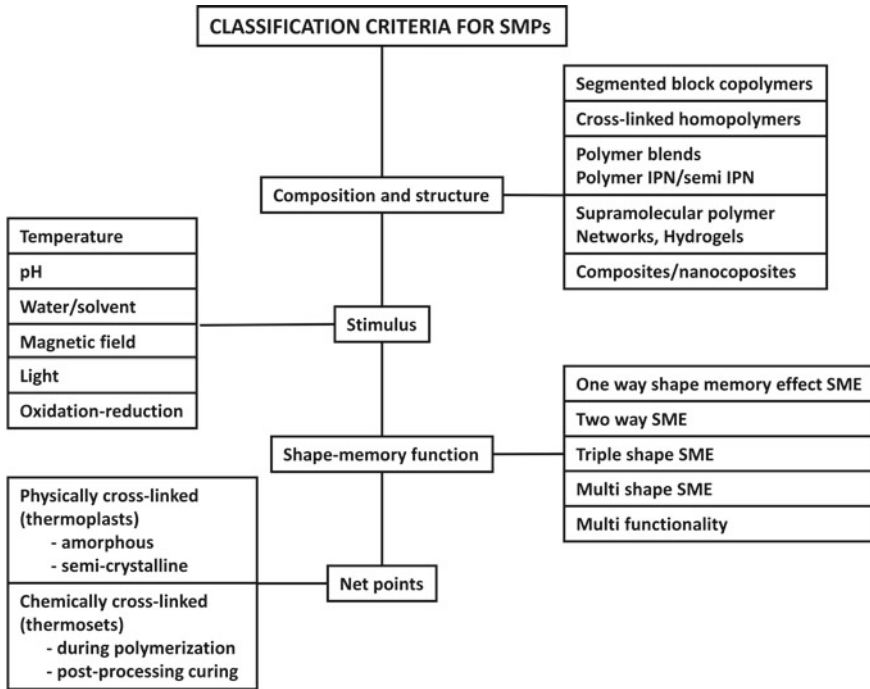 CLASSIFICATION CRITERIA FOR SMPs
Composition and structure
Segmented block copolymers
Cross-linked homopolymers
Polymer blends
Polymer IPN/semi IPN
Supramolecular polymer
Networks, Hydrogels
Composites/nanocoposites
Stimulus
Temperature
pH
Water/solvent
Magnetic field
Light
Oxidation-reduction
Shape-memory function
One way shape memory effect SME
Two way SME
Triple shape SME
Multi shape SME
Multi functionality
Net points
Physically cross-linked
(thermoplasts)
- amorphous
- semi-crystalline
Chemically cross-linked
(thermosets)
- during polymerization
- post-processing curing